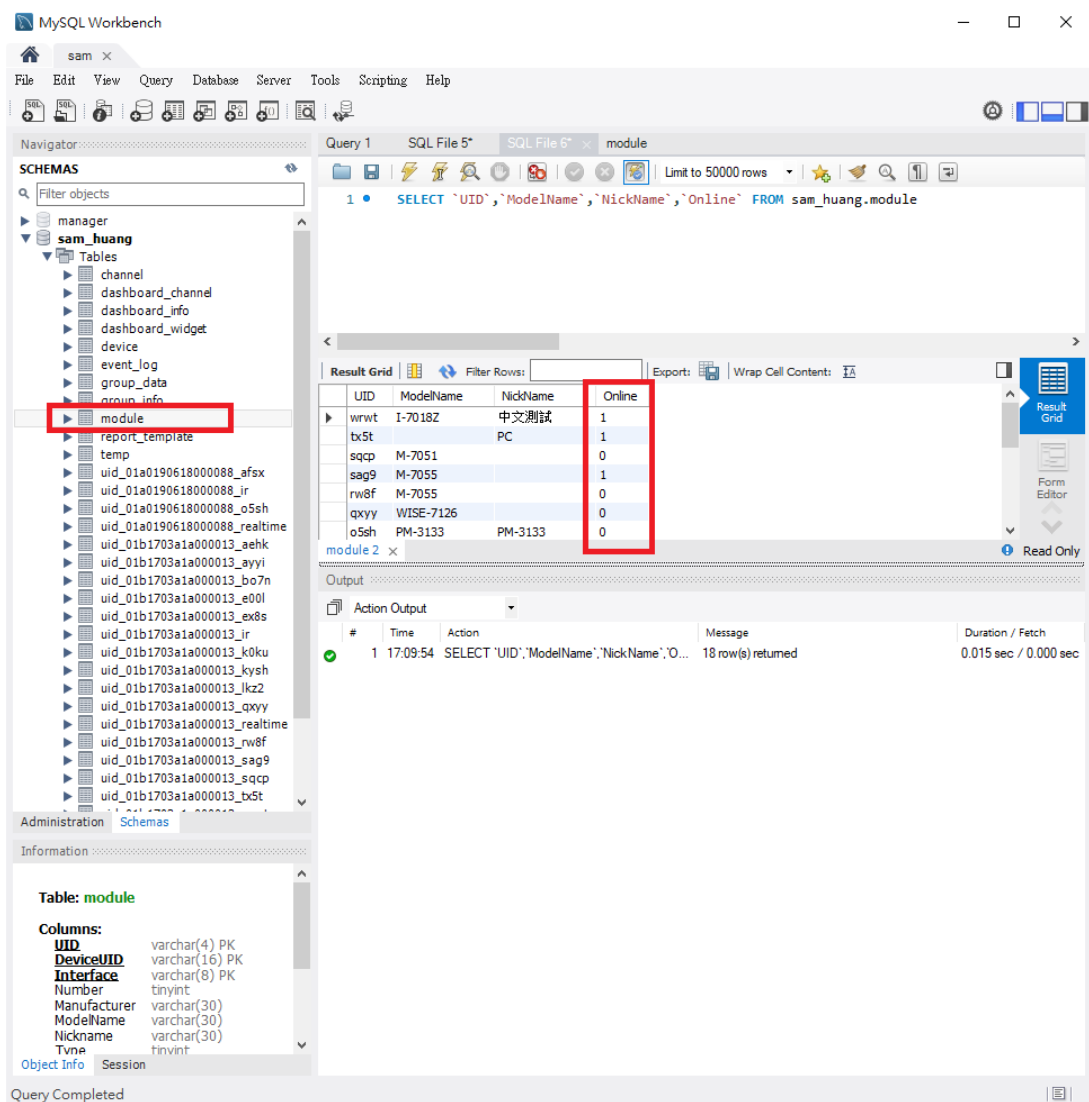 MySQL Workbench
sam
File Edit View Query Database Server Tools Scripting Help
Navigator
SCHEMAS
Filter objects
manager
sam_huang
Tables
channel
dashboard_channel
dashboard_info
dashboard_widget
device
event_log
group_data
group_info
module
report_template
temp
uid_01a0190618000088_afsx
uid_01a0190618000088_ir
uid_01a0190618000088_o5sh
uid_01a0190618000088_realtime
uid_01b1703a1a000013_aehk
uid_01b1703a1a000013_ayyi
uid_01b1703a1a000013_bo7n
uid_01b1703a1a000013_e00l
uid_01b1703a1a000013_ex8s
uid_01b1703a1a000013_ir
uid_01b1703a1a000013_k0ku
uid_01b1703a1a000013_kysh
uid_01b1703a1a000013_lkz2
uid_01b1703a1a000013_qxyy
uid_01b1703a1a000013_realtime
uid_01b1703a1a000013_rw8f
uid_01b1703a1a000013_sag9
uid_01b1703a1a000013_sqcp
uid_01b1703a1a000013_tx5t
Administration Schemas
Information
Table: module
Columns:
UID varchar(4) PK
DeviceUID varchar(16) PK
Interface varchar(8) PK
Number tinyint
Manufacturer varchar(30)
ModelName varchar(30)
Nickname varchar(30)
Type tinyint
Object Info Session
Query 1 SQL File 5* SQL File 6* module
Limit to 50000 rows
1 SELECT `UID`,`ModelName`,`NickName`,`Online` FROM sam_huang.module
Result Grid Filter Rows: Export: Wrap Cell Content:
UID ModelName NickName Online
wrwt I-7018Z 中文測試 1
tx5t PC 1
sqcp M-7051 0
sag9 M-7055 1
rw8f M-7055 0
qxyy WISE-7126 0
o5sh PM-3133 PM-3133 0
Result
Grid
Form
Editor
module 2 Read Only
Output
Action Output
# Time Action Message Duration / Fetch
1 17:09:54 SELECT `UID`,`ModelName`,`NickName`,`O... 18 row(s) returned 0.015 sec / 0.000 sec
Query Completed